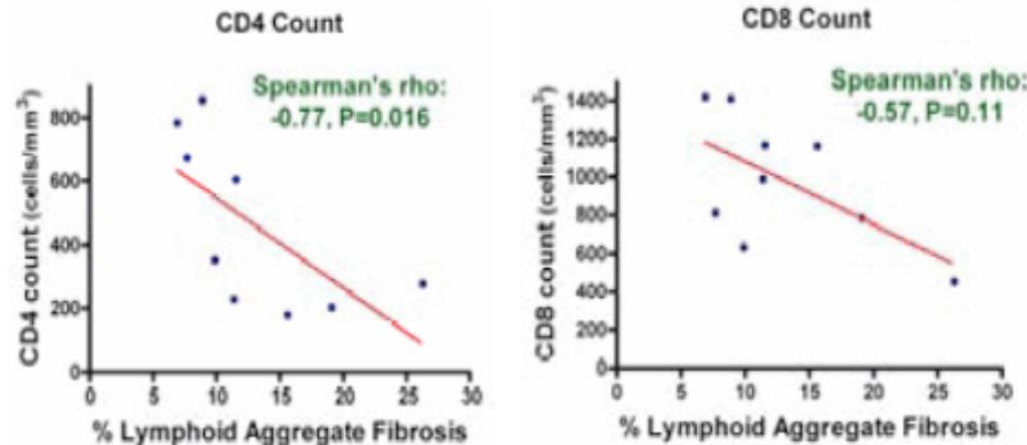 CD4 Count
Spearman's rho:
-0.77, P=0.016
CD4 count (cells/mm³)
800
600
400
200
0
0 5 10 15 20 25 30
% Lymphoid Aggregate Fibrosis
CD8 Count
Spearman's rho:
-0.57, P=0.11
CD8 count (cells/mm³)
1400
1200
1000
800
600
400
200
0
0 5 10 15 20 25 30
% Lymphoid Aggregate Fibrosis